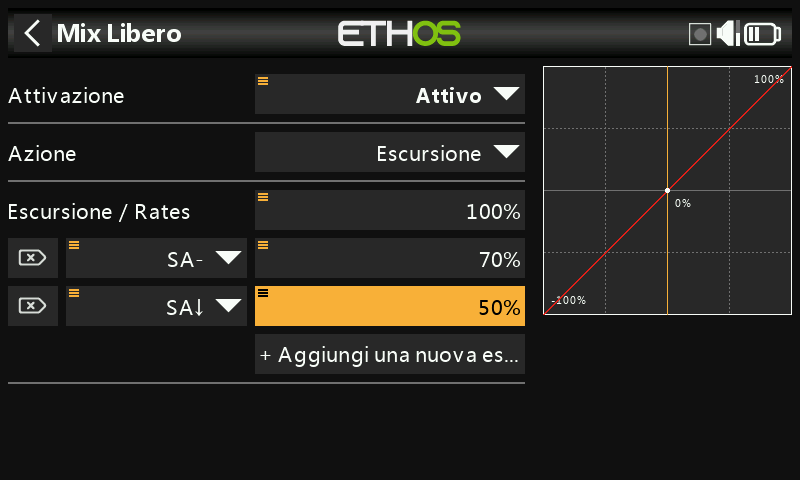 Mix Libero
ETHOS
Attivazione
Attivo
Azione
Escursione
Escursione / Rates
100%
SA-
70%
SA↓
50%
+ Aggiungi una nuova es...
100%
0%
-100%